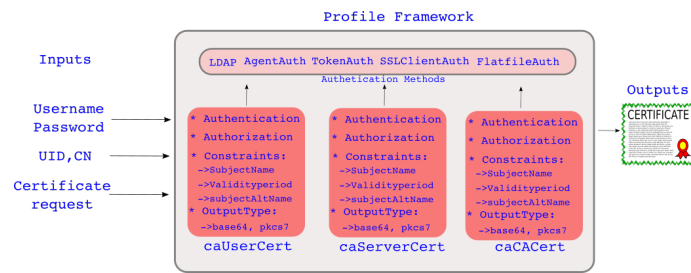 Profile Framework
Inputs
LDAP AgentAuth TokenAuth SSLClientAuth FlatfileAuth
Authetication Methods
Outputs
Username
Password
UID,CN
Certificate
request
* Authentication
* Authorization
* Constraints:
->SubjectName
->Validityperiod
->subjectAltName
* OutputType:
->base64, pkcs7
caUserCert
* Authentication
* Authorization
* Constraints:
->SubjectName
->Validityperiod
->subjectAltName
* OutputType:
->base64, pkcs7
caServerCert
* Authentication
* Authorization
* Constraints:
->SubjectName
->Validityperiod
->subjectAltName
* OutputType:
->base64, pkcs7
caCACert
CERTIFICATE